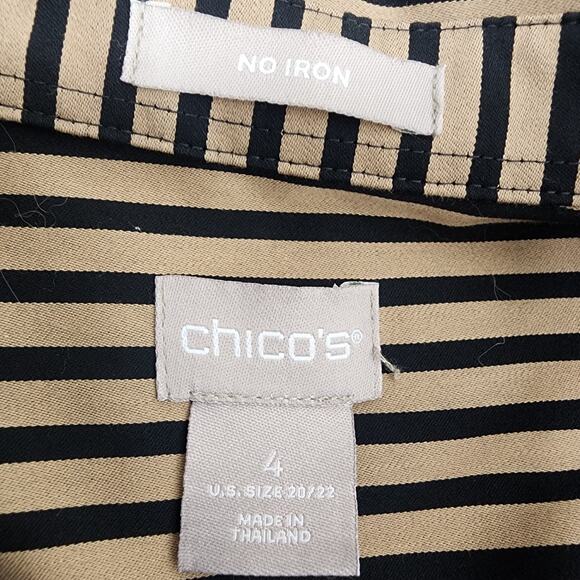 NO IRON
chico's®
4
U.S. SIZE 20/22
MADE IN
THAILAND